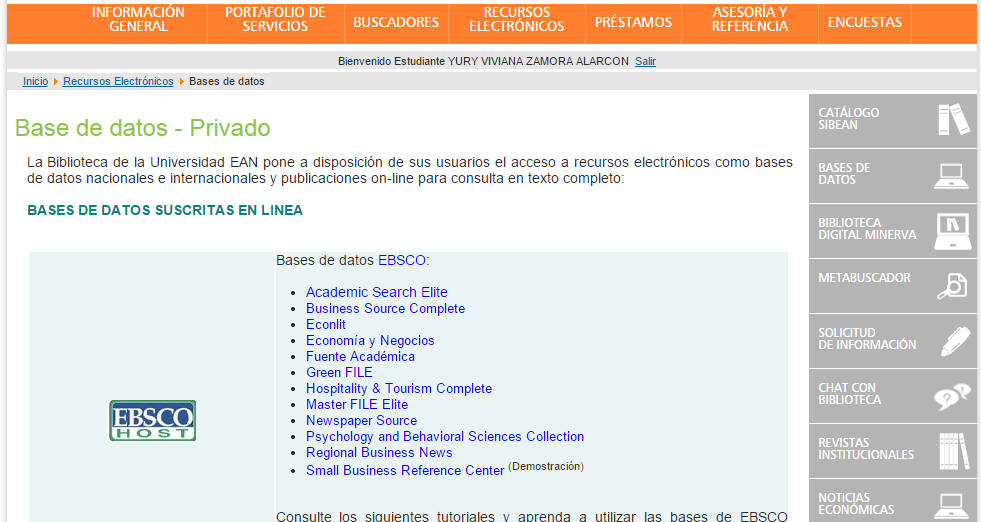 INFORMACIÓN
GENERAL
PORTAFOLIO DE
SERVICIOS
BUSCADORES
RECURSOS
ELECTRÓNICOS
PRÉSTAMOS
ASESORÍA Y
REFERENCIA
ENCUESTAS
Bienvenido Estudiante YURY VIVIANA ZAMORA ALARCON Salir
Inicio Recursos Electrónicos Bases de datos
Base de datos - Privado
La Biblioteca de la Universidad EAN pone a disposición de sus usuarios el acceso a recursos electrónicos como bases
de datos nacionales e internacionales y publicaciones on-line para consulta en texto completo:
BASES DE DATOS SUSCRITAS EN LINEA
EBSCO
HOST
Bases de datos EBSCO:
• Academic Search Elite
• Business Source Complete
• Econlit
• Economía y Negocios
• Fuente Académica
• Green FILE
• Hospitality & Tourism Complete
• Master FILE Elite
• Newspaper Source
• Psychology and Behavioral Sciences Collection
• Regional Business News
• Small Business Reference Center (Demostración)
Consulte los siguientes tutoriales y aprenda a utilizar las bases de EBSCO
CATÁLOGO
SIBEAN
BASES DE
DATOS
BIBLIOTECA
DIGITAL MINERVA
METABUSCADOR
SOLICITUD
DE INFORMACIÓN
CHAT CON
BIBLIOTECA
REVISTAS
INSTITUCIONALES
NOTICIAS
ECONÓMICAS